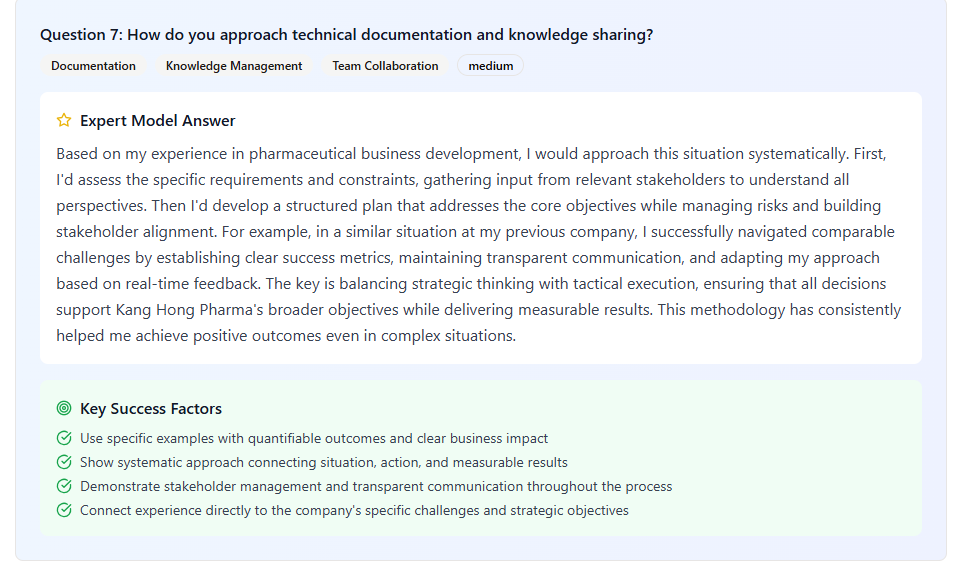 Question 7: How do you approach technical documentation and knowledge sharing?
Documentation Knowledge Management Team Collaboration medium
Expert Model Answer
Based on my experience in pharmaceutical business development, I would approach this situation systematically. First,
I'd assess the specific requirements and constraints, gathering input from relevant stakeholders to understand all
perspectives. Then I'd develop a structured plan that addresses the core objectives while managing risks and building
stakeholder alignment. For example, in a similar situation at my previous company, I successfully navigated comparable
challenges by establishing clear success metrics, maintaining transparent communication, and adapting my approach
based on real-time feedback. The key is balancing strategic thinking with tactical execution, ensuring that all decisions
support Kang Hong Pharma's broader objectives while delivering measurable results. This methodology has consistently
helped me achieve positive outcomes even in complex situations.
Key Success Factors
Use specific examples with quantifiable outcomes and clear business impact
Show systematic approach connecting situation, action, and measurable results
Demonstrate stakeholder management and transparent communication throughout the process
Connect experience directly to the company's specific challenges and strategic objectives